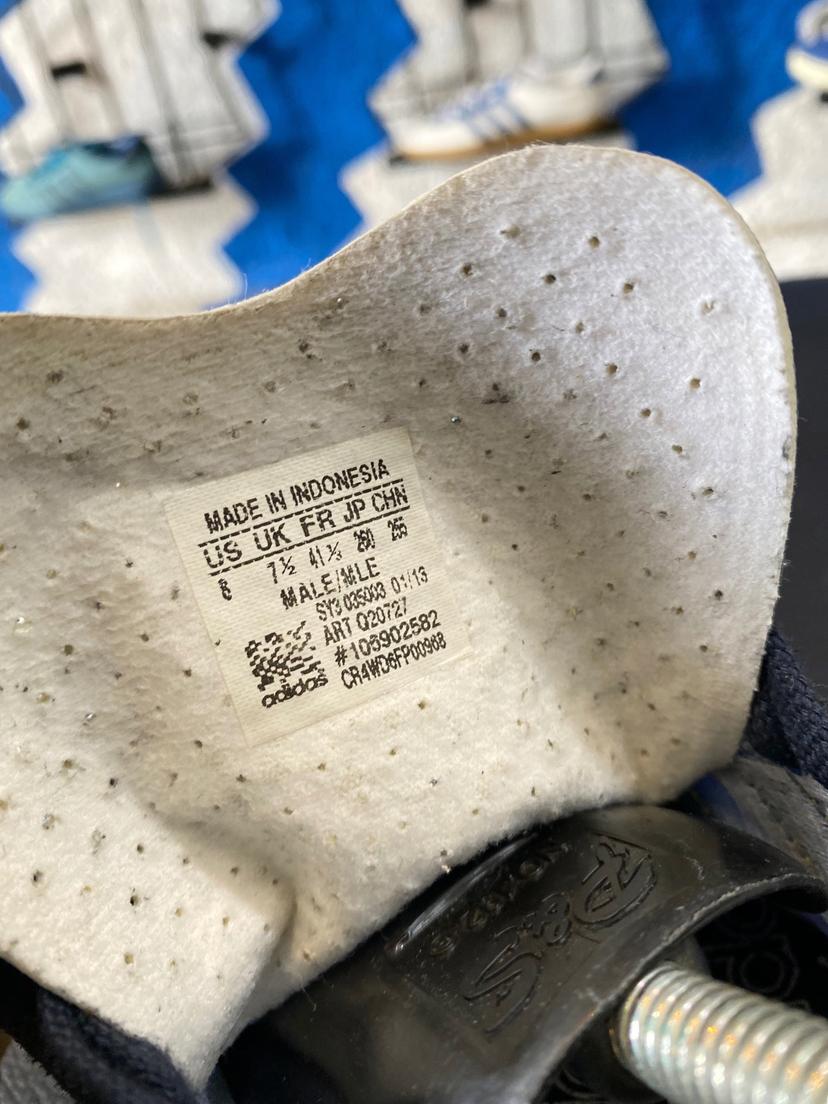 MADE IN INDONESIA
US UK FR JP CHN
8 7½ 41⅓ 260 255
MALE/MLE
SY3 035003 01/13
ART Q20727
#106902582
CR4WD6FP00968
adidas